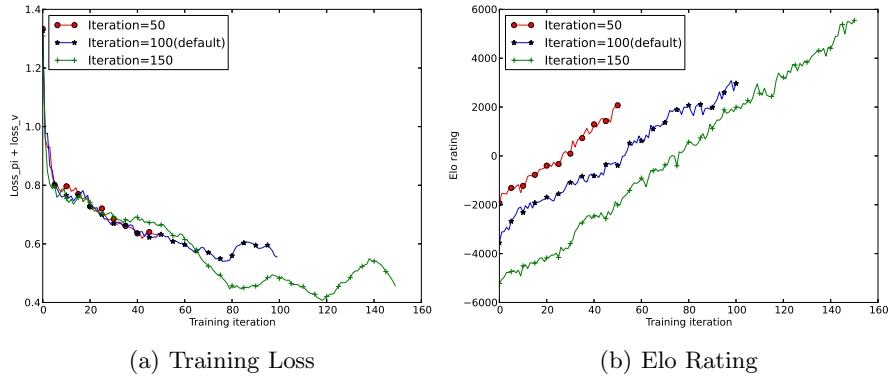 1.4
1.2
1.0
0.8
0.6
0.4
Loss_pi + loss_v
0 20 40 60 80 100 120 140 160
Training iteration
Iteration=50
Iteration=100(default)
Iteration=150
(a) Training Loss
6000
4000
2000
0
−2000
−4000
−6000
Elo rating
0 20 40 60 80 100 120 140 160
Training iteration
Iteration=50
Iteration=100(default)
Iteration=150
(b) Elo Rating